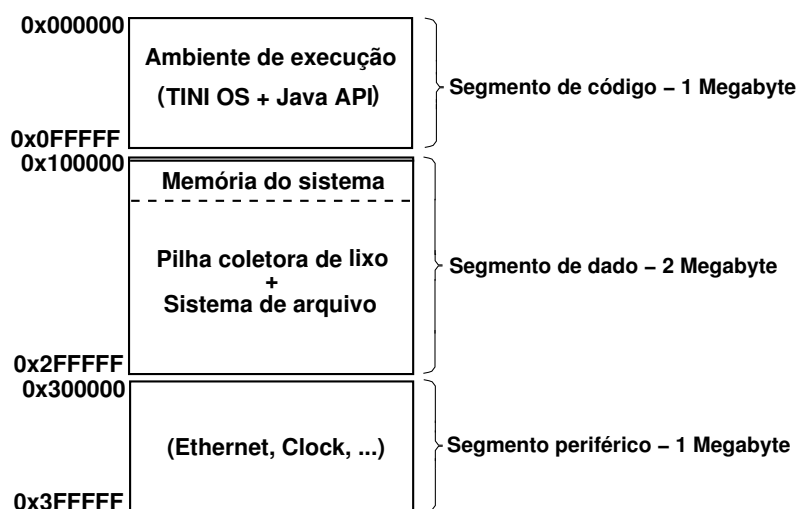 0x000000
Ambiente de execução
(TINI OS + Java API)
Segmento de código – 1 Megabyte
0x0FFFFF
0x100000
Memória do sistema
Pilha coletora de lixo
+
Sistema de arquivo
Segmento de dado – 2 Megabyte
0x2FFFFF
0x300000
(Ethernet, Clock, ...)
Segmento periférico – 1 Megabyte
0x3FFFFF